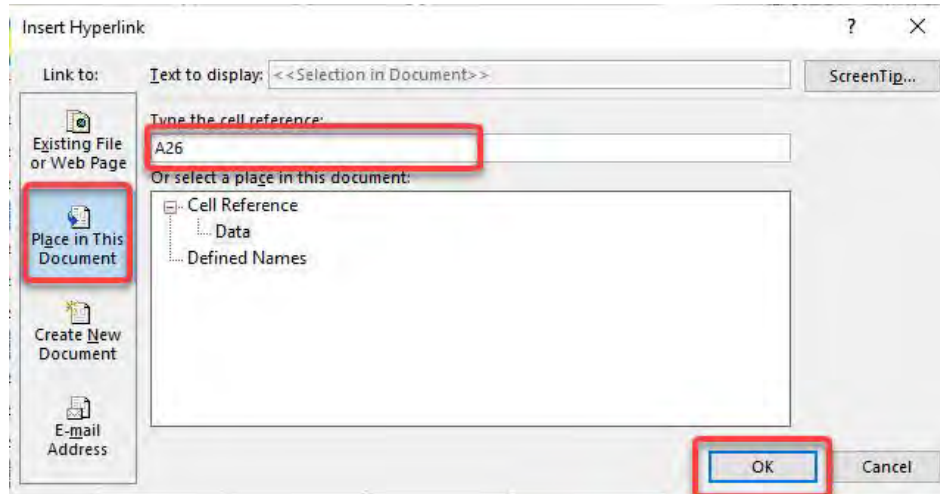 Insert Hyperlink ? ×
Link to: Text to display: <<Selection in Document>> ScreenTip...
Type the cell reference:
A26
Existing File
or Web Page
Or select a place in this document:
Cell Reference
Data
Defined Names
Place in This
Document
Create New
Document
E-mail
Address
OK Cancel